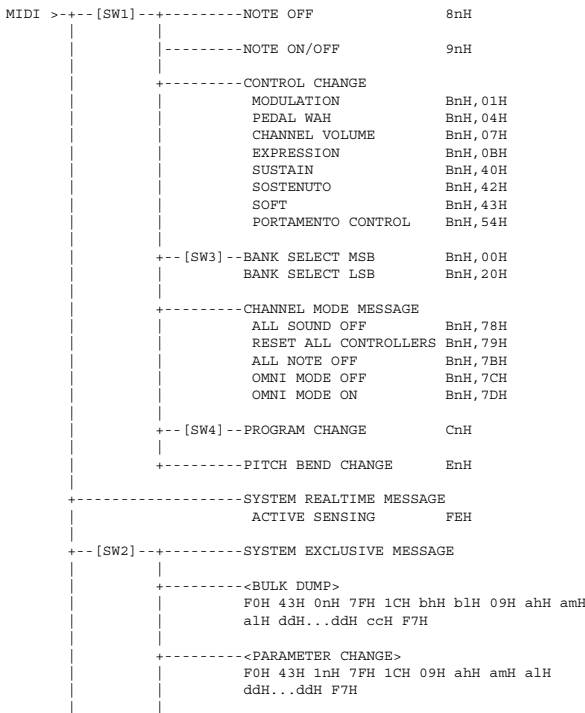 MIDI >-+--[SW1]--+---------NOTE OFF 8nH
|---------NOTE ON/OFF 9nH
+---------CONTROL CHANGE
MODULATION BnH,01H
PEDAL WAH BnH,04H
CHANNEL VOLUME BnH,07H
EXPRESSION BnH,0BH
SUSTAIN BnH,40H
SOSTENUTO BnH,42H
SOFT BnH,43H
PORTAMENTO CONTROL BnH,54H
+--[SW3]--BANK SELECT MSB BnH,00H
BANK SELECT LSB BnH,20H
+---------CHANNEL MODE MESSAGE
ALL SOUND OFF BnH,78H
RESET ALL CONTROLLERS BnH,79H
ALL NOTE OFF BnH,7BH
OMNI MODE OFF BnH,7CH
OMNI MODE ON BnH,7DH
+--[SW4]--PROGRAM CHANGE CnH
+---------PITCH BEND CHANGE EnH
+-------------------SYSTEM REALTIME MESSAGE
ACTIVE SENSING FEH
+--[SW2]--+---------SYSTEM EXCLUSIVE MESSAGE
+---------<BULK DUMP>
F0H 43H 0nH 7FH 1CH bhH blH 09H ahH amH
alH ddH...ddH ccH F7H
+---------<PARAMETER CHANGE>
F0H 43H 1nH 7FH 1CH 09H ahH amH alH
ddH...ddH F7H